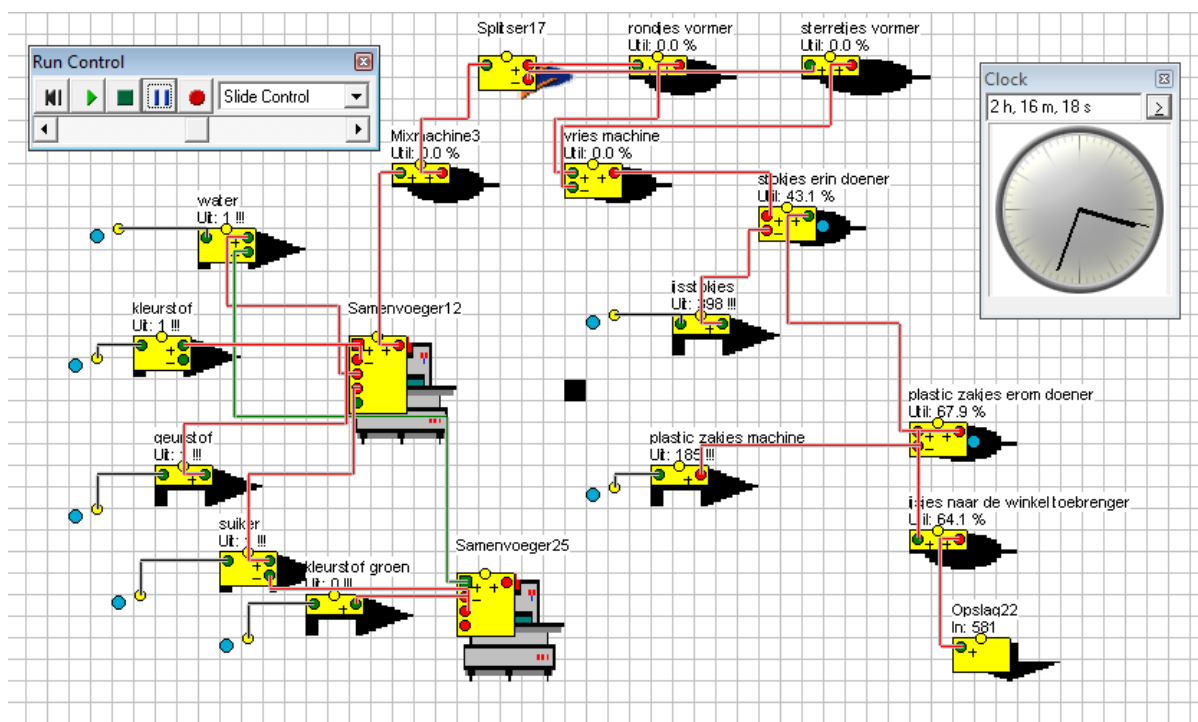 Splitser17
rondjes vormer
Util: 0.0 %
sterretjes vormer
Util: 0.0 %
Run Control
Slide Control
Clock
2 h, 16 m, 18 s
>
Mixmachine3
Util: 0.0 %
vries machine
Util: 0.0 %
stokjes erin doener
Util: 43.1 %
water
Uit: 1 !!!
ijsstokjes
Uit: 398 !!!
kleurstof
Uit: 1 !!!
Samenvoeger12
plastic zakjes erom doener
Util: 67.9 %
geurstof
Uit: 1 !!!
plastic zakjes machine
Uit: 185 !!!
ijsjes naar de winkel toebrenger
Util: 64.1 %
suiker
Uit: 1 !!!
Samenvoeger25
kleurstof groen
Uit: 0 !!!
Opslag22
In: 581